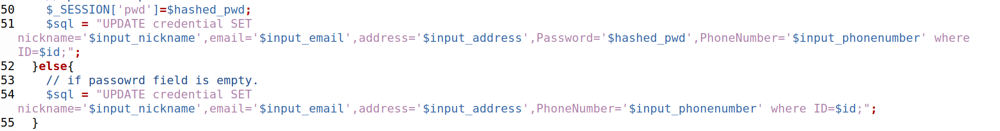 50    $_SESSION['pwd']=$hashed_pwd;
51    $sql = "UPDATE credential SET
nickname='$input_nickname',email='$input_email',address='$input_address',Password='$hashed_pwd',PhoneNumber='$input_phonenumber' where
ID=$id;";
52  }else{
53    // if passowrd field is empty.
54    $sql = "UPDATE credential SET
nickname='$input_nickname',email='$input_email',address='$input_address',PhoneNumber='$input_phonenumber' where ID=$id;";
55  }